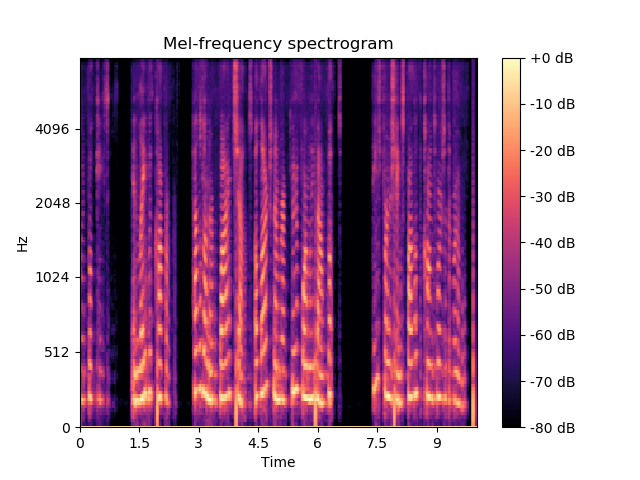 Mel-frequency spectrogram
Hz
4096
2048
1024
512
0
0 1.5 3 4.5 6 7.5 9
Time
+0 dB
-10 dB
-20 dB
-30 dB
-40 dB
-50 dB
-60 dB
-70 dB
-80 dB